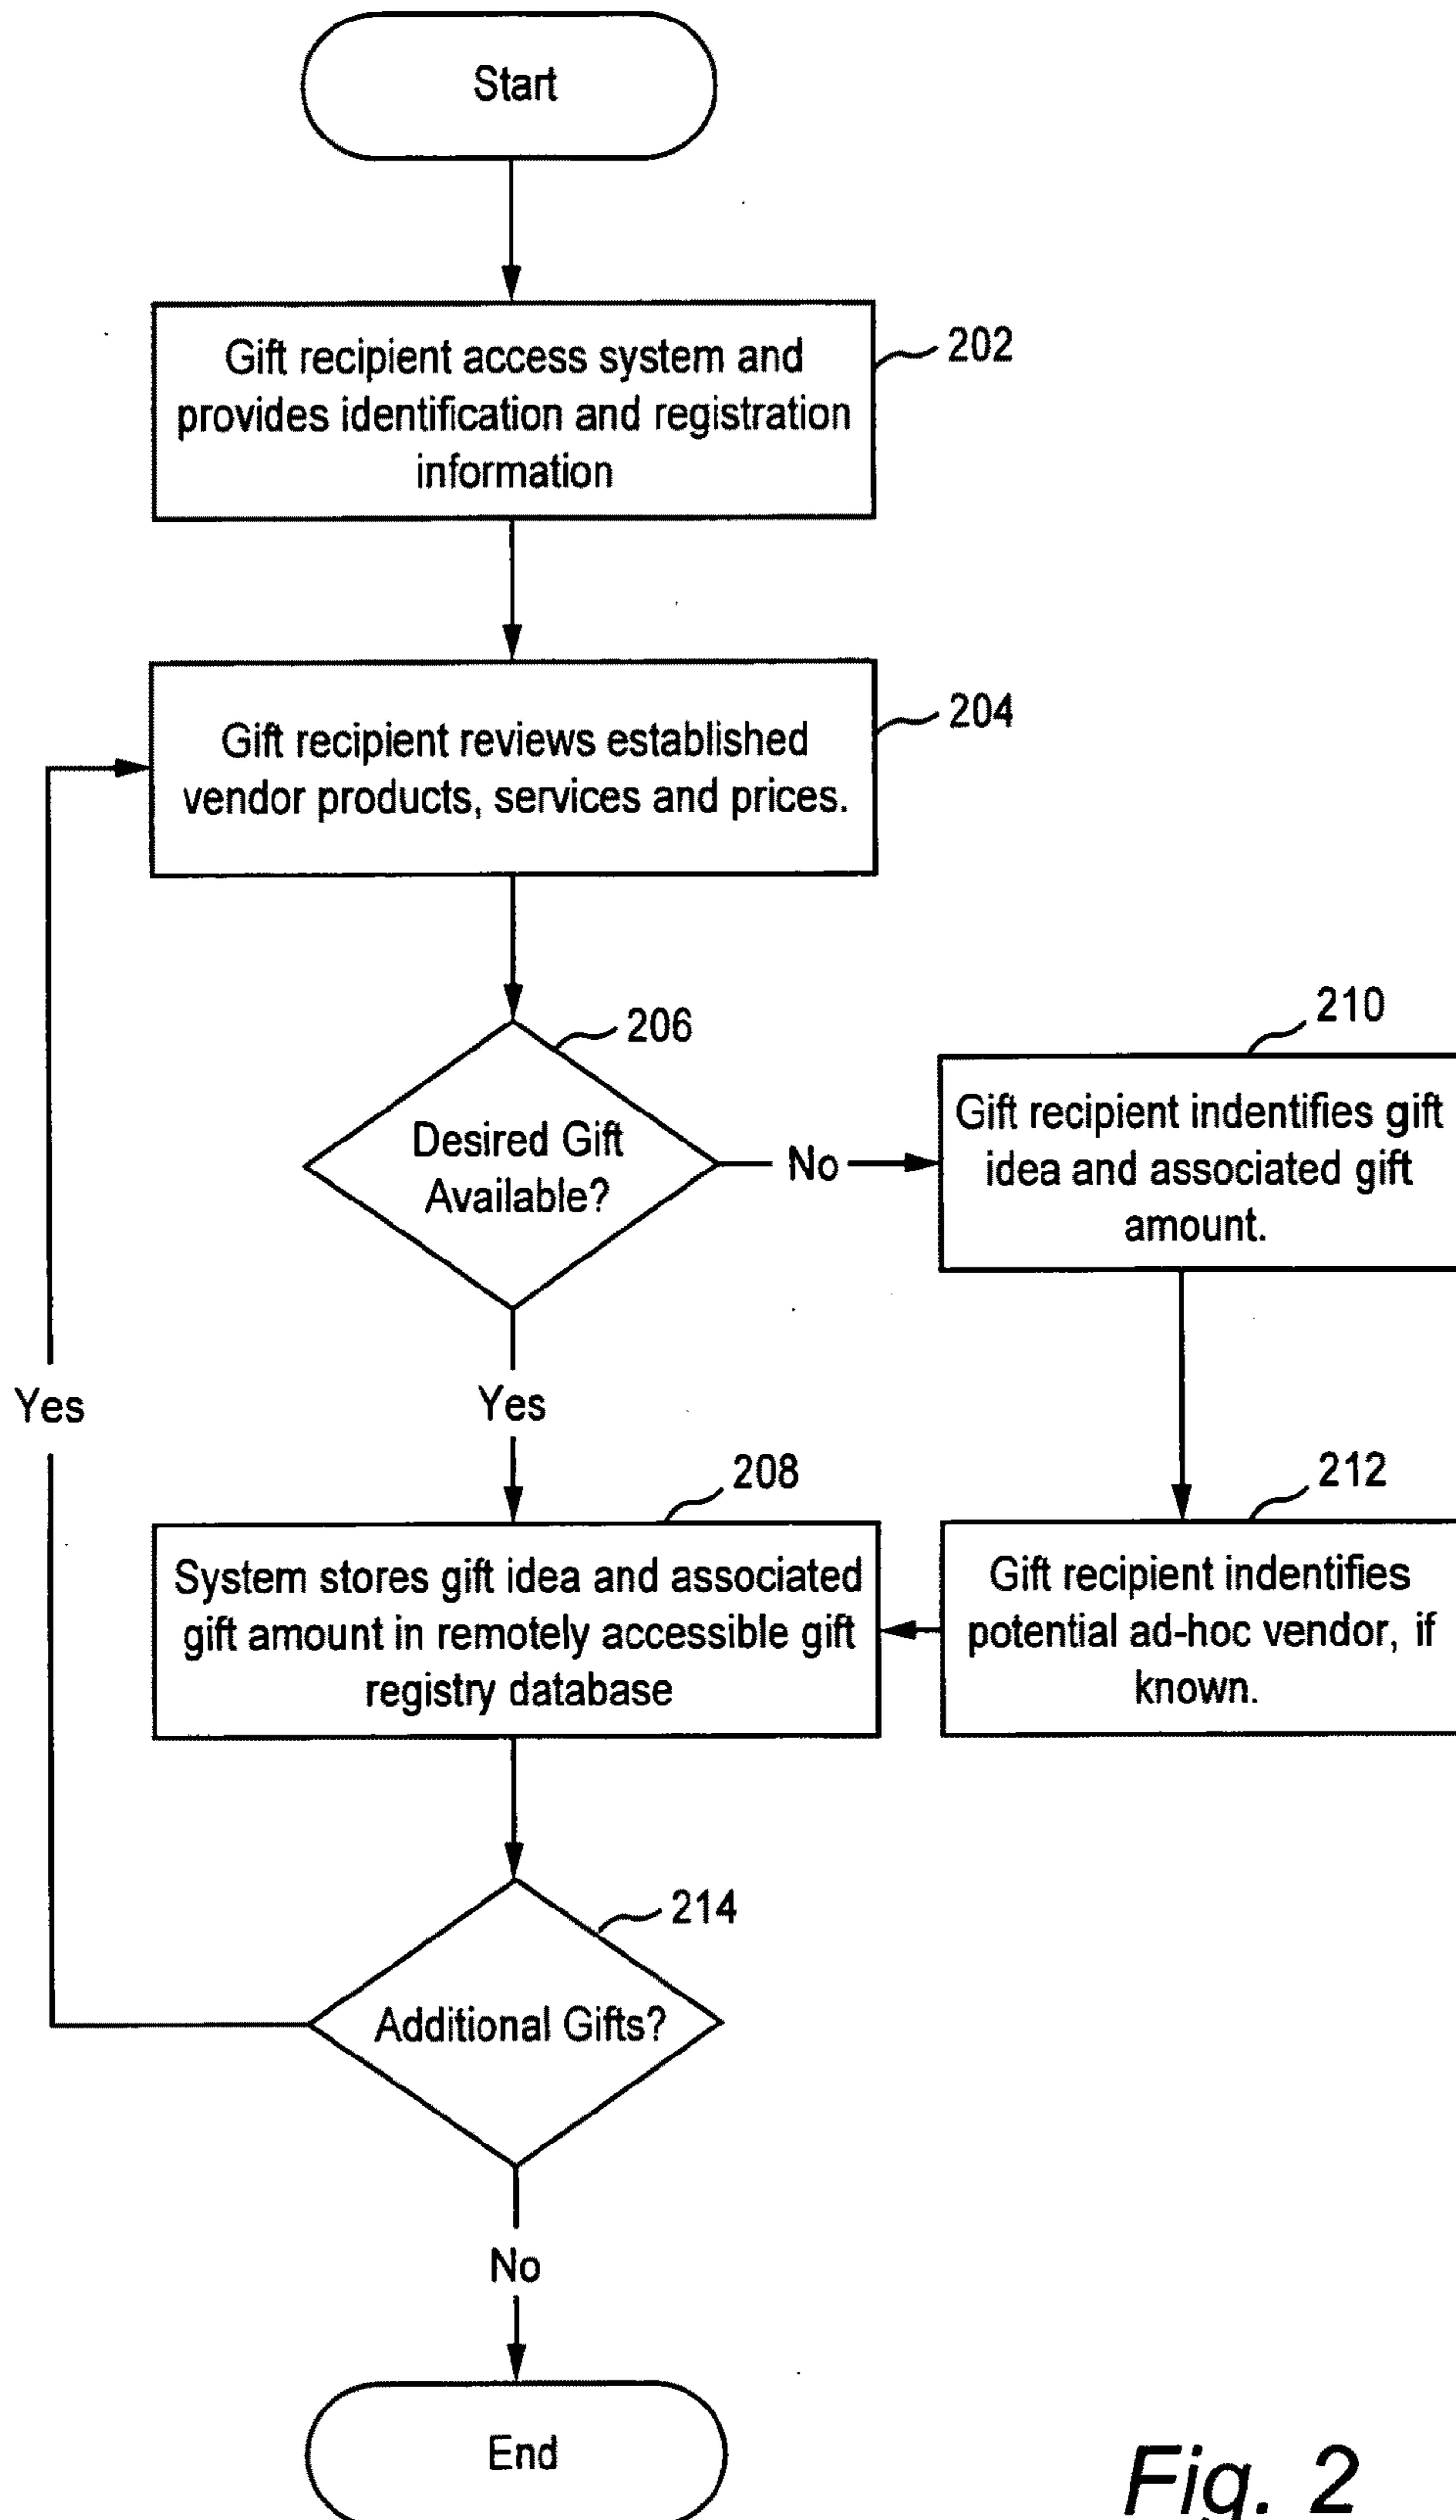 Start
Gift recipient access system and
provides identification and registration
information
202
Gift recipient reviews established
vendor products, services and prices.
204
206
Desired Gift
Available?
No
210
Gift recipient indentifies gift
idea and associated gift
amount.
Yes
Yes
208
System stores gift idea and associated
gift amount in remotely accessible gift
registry database
212
Gift recipient indentifies
potential ad-hoc vendor, if
known.
214
Additional Gifts?
No
End
Fig. 2